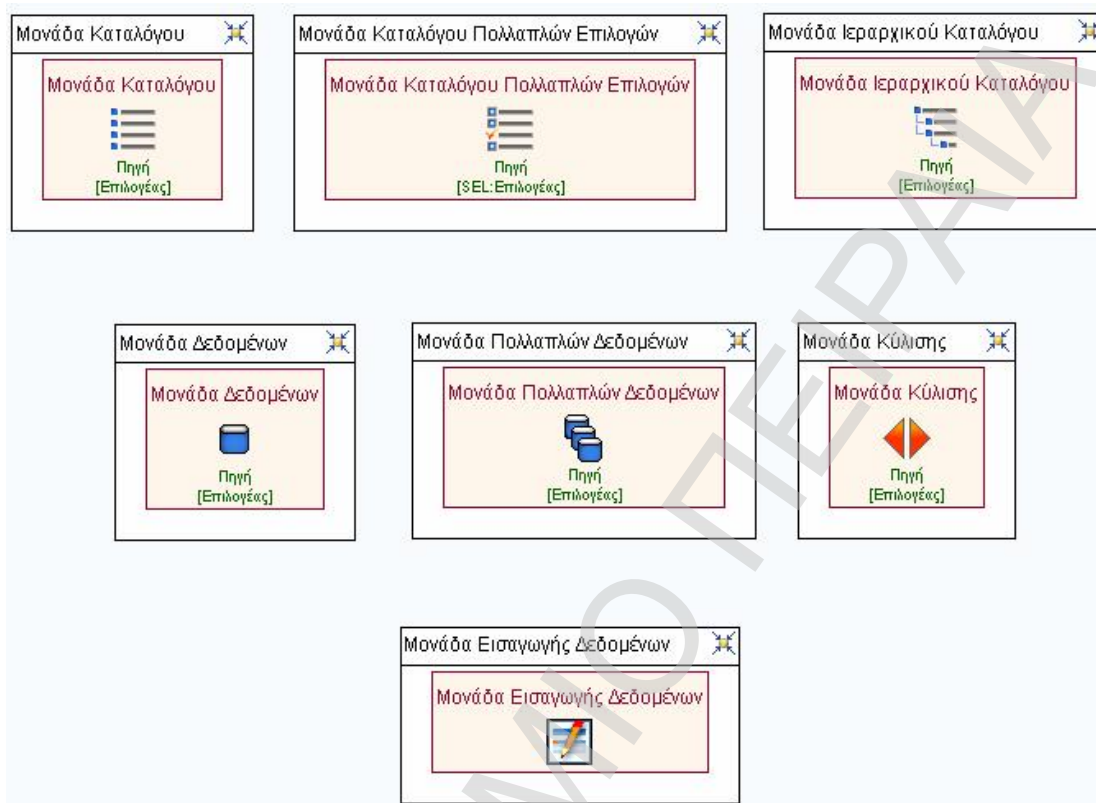 Μονάδα Καταλόγου
Μονάδα Καταλόγου
Πηγή
[Επιλογέας]
Μονάδα Καταλόγου Πολλαπλών Επιλογών
Μονάδα Καταλόγου Πολλαπλών Επιλογών
Πηγή
[SEL:Επιλογέας]
Μονάδα Ιεραρχικού Καταλόγου
Μονάδα Ιεραρχικού Καταλόγου
Πηγή
[Επιλογέας]
Μονάδα Δεδομένων
Μονάδα Δεδομένων
Πηγή
[Επιλογέας]
Μονάδα Πολλαπλών Δεδομένων
Μονάδα Πολλαπλών Δεδομένων
Πηγή
[Επιλογέας]
Μονάδα Κύλισης
Μονάδα Κύλισης
Πηγή
[Επιλογέας]
Μονάδα Εισαγωγής Δεδομένων
Μονάδα Εισαγωγής Δεδομένων
ΜΙΟ ΠΕΙΡΑΙΑ